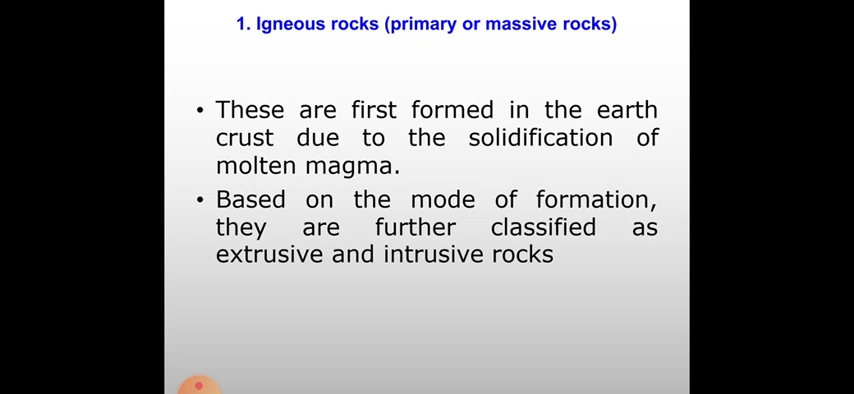 1. Igneous rocks (primary or massive rocks)
• These are first formed in the earth
crust due to the solidification of
molten magma.
• Based on the mode of formation,
they are further classified as
extrusive and intrusive rocks